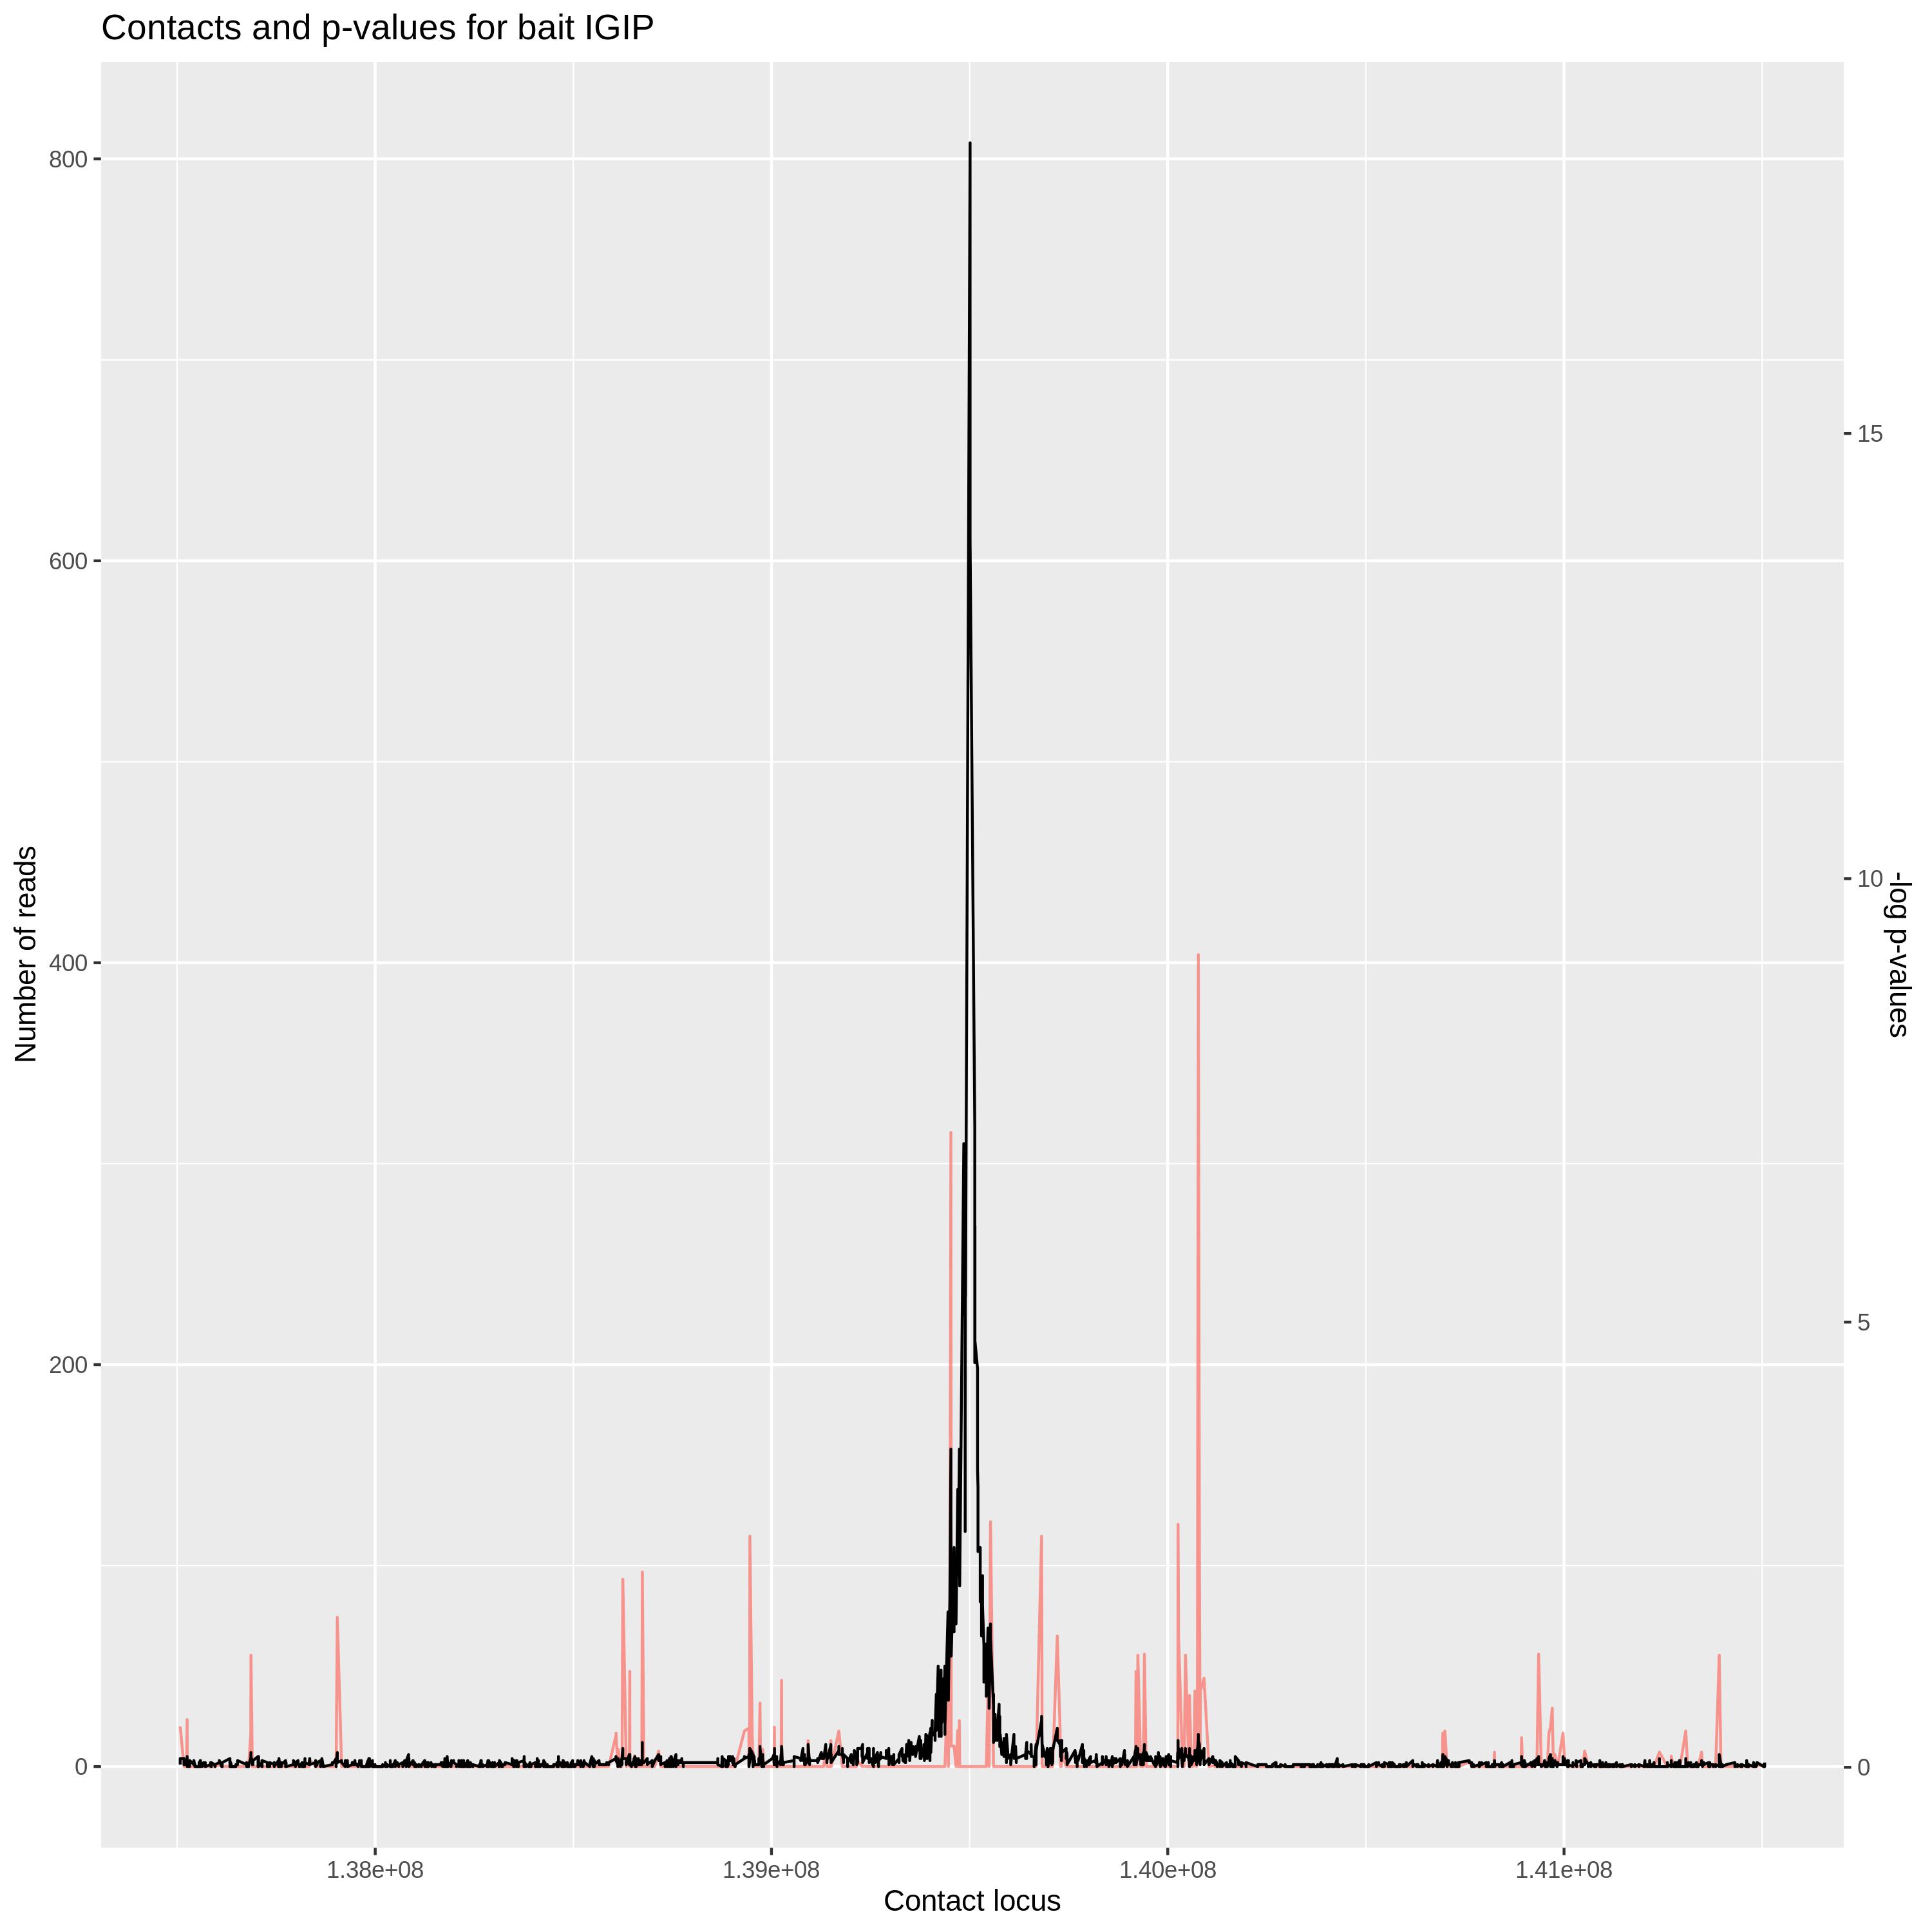 Contacts and p-values for bait IGIP
800
600
400
200
0
Number of reads
15
10
5
0
-log p-values
1.38e+08
1.39e+08
1.40e+08
1.41e+08
Contact locus